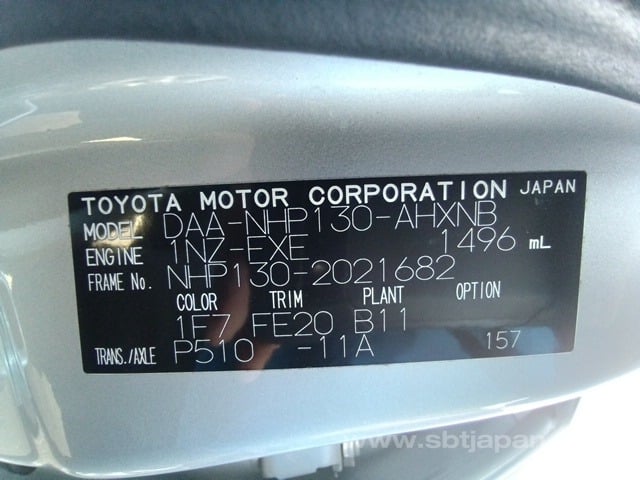 TOYOTA MOTOR CORPORATION JAPAN
MODEL DAA-NHP130-AHXNB
ENGINE 1NZ-EXE 1496 mL
FRAME No. NHP130-2021682
COLOR TRIM PLANT OPTION
1F7 FE20 B11
TRANS./AXLE P510 -11A 157
www.sbtjapan